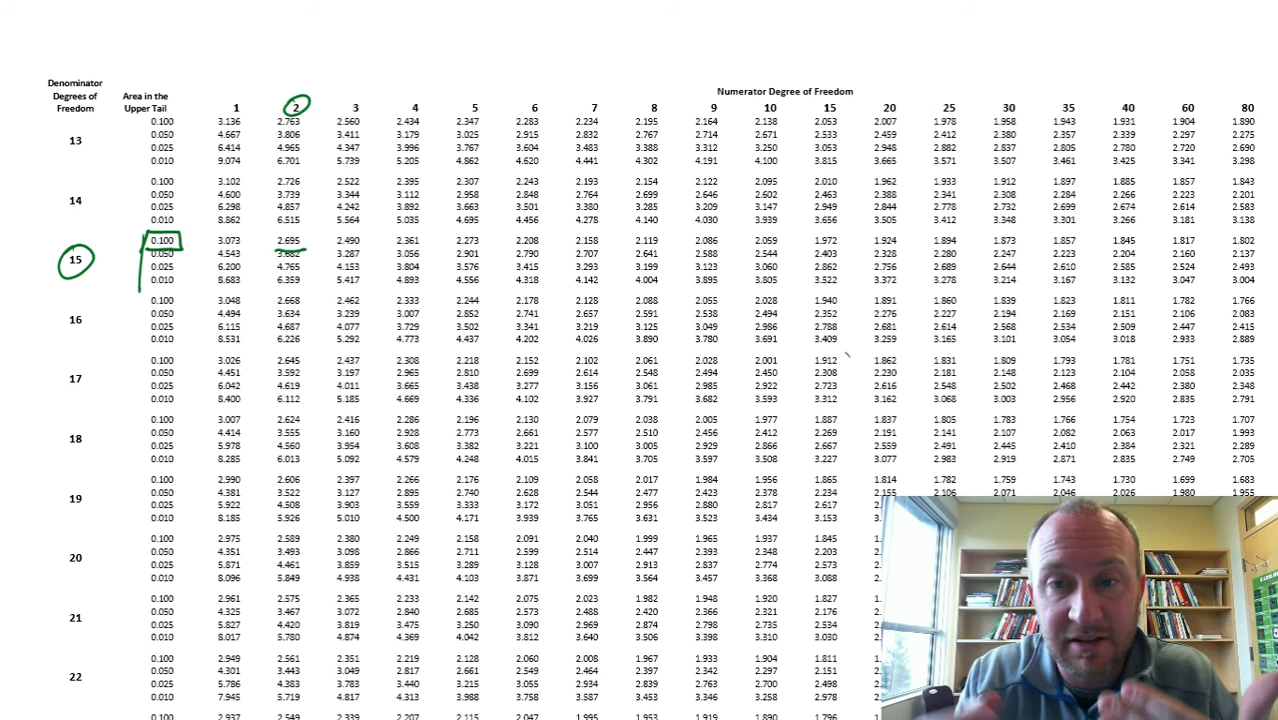 Denominator
Degrees of
Freedom
Area in the
Upper Tail
Numerator Degree of Freedom
1 2 3 4 5 6 7 8 9 10 15 20 25 30 35 40 60 80
13
0.100 3.136 2.763 2.560 2.434 2.347 2.283 2.234 2.195 2.164 2.138 2.053 2.007 1.978 1.958 1.943 1.931 1.904 1.890
0.050 4.667 3.806 3.411 3.179 3.025 2.915 2.832 2.767 2.714 2.671 2.533 2.459 2.412 2.380 2.357 2.339 2.297 2.275
0.025 6.414 4.965 4.347 3.996 3.767 3.604 3.483 3.388 3.312 3.250 3.053 2.948 2.882 2.837 2.805 2.780 2.720 2.690
0.010 9.074 6.701 5.739 5.205 4.862 4.620 4.441 4.302 4.191 4.100 3.815 3.665 3.571 3.507 3.461 3.425 3.341 3.298
14
0.100 3.102 2.726 2.522 2.395 2.307 2.243 2.193 2.154 2.122 2.095 2.010 1.962 1.933 1.912 1.897 1.885 1.857 1.843
0.050 4.600 3.739 3.344 3.112 2.958 2.848 2.764 2.699 2.646 2.602 2.463 2.388 2.341 2.308 2.284 2.266 2.223 2.201
0.025 6.298 4.857 4.242 3.892 3.663 3.501 3.380 3.285 3.209 3.147 2.949 2.844 2.778 2.732 2.699 2.674 2.614 2.583
0.010 8.862 6.515 5.564 5.035 4.695 4.456 4.278 4.140 4.030 3.939 3.656 3.505 3.412 3.348 3.301 3.266 3.181 3.138
15
0.100 3.073 2.695 2.490 2.361 2.273 2.208 2.158 2.119 2.086 2.059 1.972 1.924 1.894 1.873 1.857 1.845 1.817 1.802
0.050 4.543 3.682 3.287 3.056 2.901 2.790 2.707 2.641 2.588 2.544 2.403 2.328 2.280 2.247 2.223 2.204 2.160 2.137
0.025 6.200 4.765 4.153 3.804 3.576 3.415 3.293 3.199 3.123 3.060 2.862 2.756 2.689 2.644 2.610 2.585 2.524 2.493
0.010 8.683 6.359 5.417 4.893 4.556 4.318 4.142 4.004 3.895 3.805 3.522 3.372 3.278 3.214 3.167 3.132 3.047 3.004
16
0.100 3.048 2.668 2.462 2.333 2.244 2.178 2.128 2.088 2.055 2.028 1.940 1.891 1.860 1.839 1.823 1.811 1.782 1.766
0.050 4.494 3.634 3.239 3.007 2.852 2.741 2.657 2.591 2.538 2.494 2.352 2.276 2.227 2.194 2.169 2.151 2.106 2.083
0.025 6.115 4.687 4.077 3.729 3.502 3.341 3.219 3.125 3.049 2.986 2.788 2.681 2.614 2.568 2.534 2.509 2.447 2.415
0.010 8.531 6.226 5.292 4.773 4.437 4.202 4.026 3.890 3.780 3.691 3.409 3.259 3.165 3.101 3.054 3.018 2.933 2.889
17
0.100 3.026 2.645 2.437 2.308 2.218 2.152 2.102 2.061 2.028 2.001 1.912 1.862 1.831 1.809 1.793 1.781 1.751 1.735
0.050 4.451 3.592 3.197 2.965 2.810 2.699 2.614 2.548 2.494 2.450 2.308 2.230 2.181 2.148 2.123 2.104 2.058 2.035
0.025 6.042 4.619 4.011 3.665 3.438 3.277 3.156 3.061 2.985 2.922 2.723 2.616 2.548 2.502 2.468 2.442 2.380 2.348
0.010 8.400 6.112 5.185 4.669 4.336 4.102 3.927 3.791 3.682 3.593 3.312 3.162 3.068 3.003 2.956 2.920 2.835 2.791
18
0.100 3.007 2.624 2.416 2.286 2.196 2.130 2.079 2.038 2.005 1.977 1.887 1.837 1.805 1.783 1.766 1.754 1.723 1.707
0.050 4.414 3.555 3.160 2.928 2.773 2.661 2.577 2.510 2.456 2.412 2.269 2.191 2.141 2.107 2.082 2.063 2.017 1.993
0.025 5.978 4.560 3.954 3.608 3.382 3.221 3.100 3.005 2.929 2.866 2.667 2.559 2.491 2.445 2.410 2.384 2.321 2.289
0.010 8.285 6.013 5.092 4.579 4.248 4.015 3.841 3.705 3.597 3.508 3.227 3.077 2.983 2.919 2.871 2.835 2.749 2.705
19
0.100 2.990 2.606 2.397 2.266 2.176 2.109 2.058 2.017 1.984 1.956 1.865 1.814 1.782 1.759 1.743 1.730 1.699 1.683
0.050 4.381 3.522 3.127 2.895 2.740 2.628 2.544 2.477 2.423 2.378 2.234 2.155 2.106 2.071 2.046 2.026 1.980 1.955
0.025 5.922 4.508 3.903 3.559 3.333 3.172 3.051 2.956 2.880 2.817 2.617 2.
0.010 8.185 5.926 5.010 4.500 4.171 3.939 3.765 3.631 3.523 3.434 3.153 3.
20
0.100 2.975 2.589 2.380 2.249 2.158 2.091 2.040 1.999 1.965 1.937 1.845 1.
0.050 4.351 3.493 3.098 2.866 2.711 2.599 2.514 2.447 2.393 2.348 2.203 2.
0.025 5.871 4.461 3.859 3.515 3.289 3.128 3.007 2.913 2.837 2.774 2.573 2.
0.010 8.096 5.849 4.938 4.431 4.103 3.871 3.699 3.564 3.457 3.368 3.088 2.
21
0.100 2.961 2.575 2.365 2.233 2.142 2.075 2.023 1.982 1.948 1.920 1.827 1.
0.050 4.325 3.467 3.072 2.840 2.685 2.573 2.488 2.420 2.366 2.321 2.176 2.
0.025 5.827 4.420 3.819 3.475 3.250 3.090 2.969 2.874 2.798 2.735 2.534 2.
0.010 8.017 5.780 4.874 4.369 4.042 3.812 3.640 3.506 3.398 3.310 3.030 2.
22
0.100 2.949 2.561 2.351 2.219 2.128 2.060 2.008 1.967 1.933 1.904 1.811 1.
0.050 4.301 3.443 3.049 2.817 2.661 2.549 2.464 2.397 2.342 2.297 2.151 2.
0.025 5.786 4.383 3.783 3.440 3.215 3.055 2.934 2.839 2.763 2.700 2.498 2.
0.010 7.945 5.719 4.817 4.313 3.988 3.758 3.587 3.453 3.346 3.258 2.978 2.
0.100 2.937 2.549 2.339 2.207 2.115 2.047 1.995 1.953 1.919 1.890 1.796